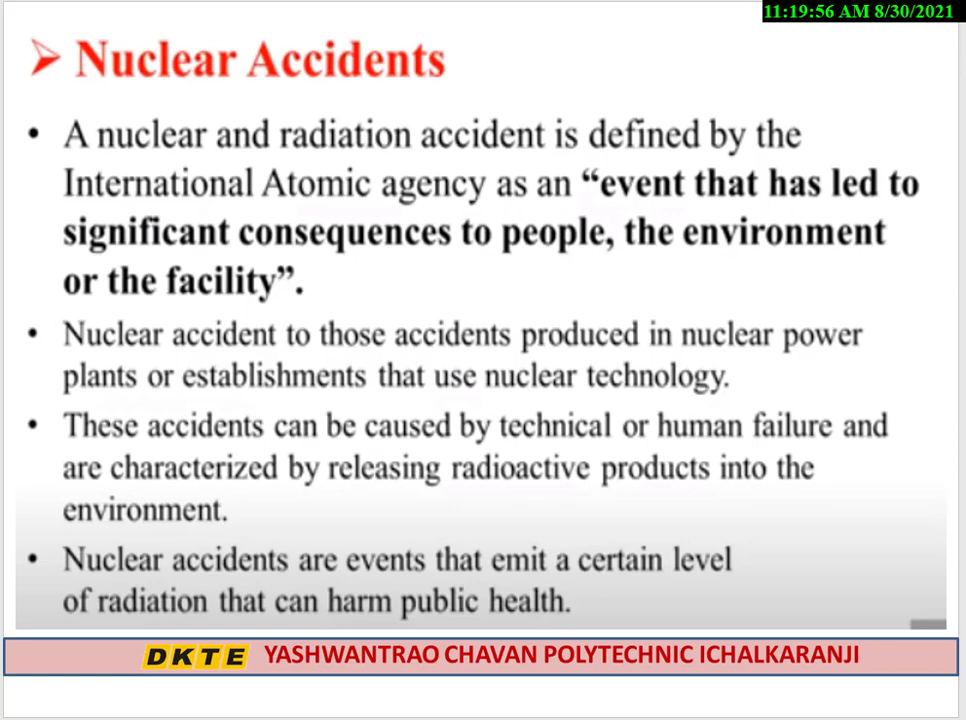 11:19:56 AM 8/30/2021
➢ Nuclear Accidents
• A nuclear and radiation accident is defined by the
International Atomic agency as an “event that has led to
significant consequences to people, the environment
or the facility”.
• Nuclear accident to those accidents produced in nuclear power
plants or establishments that use nuclear technology.
• These accidents can be caused by technical or human failure and
are characterized by releasing radioactive products into the
environment.
• Nuclear accidents are events that emit a certain level
of radiation that can harm public health.
DKTE YASHWANTRAO CHAVAN POLYTECHNIC ICHALKARANJI